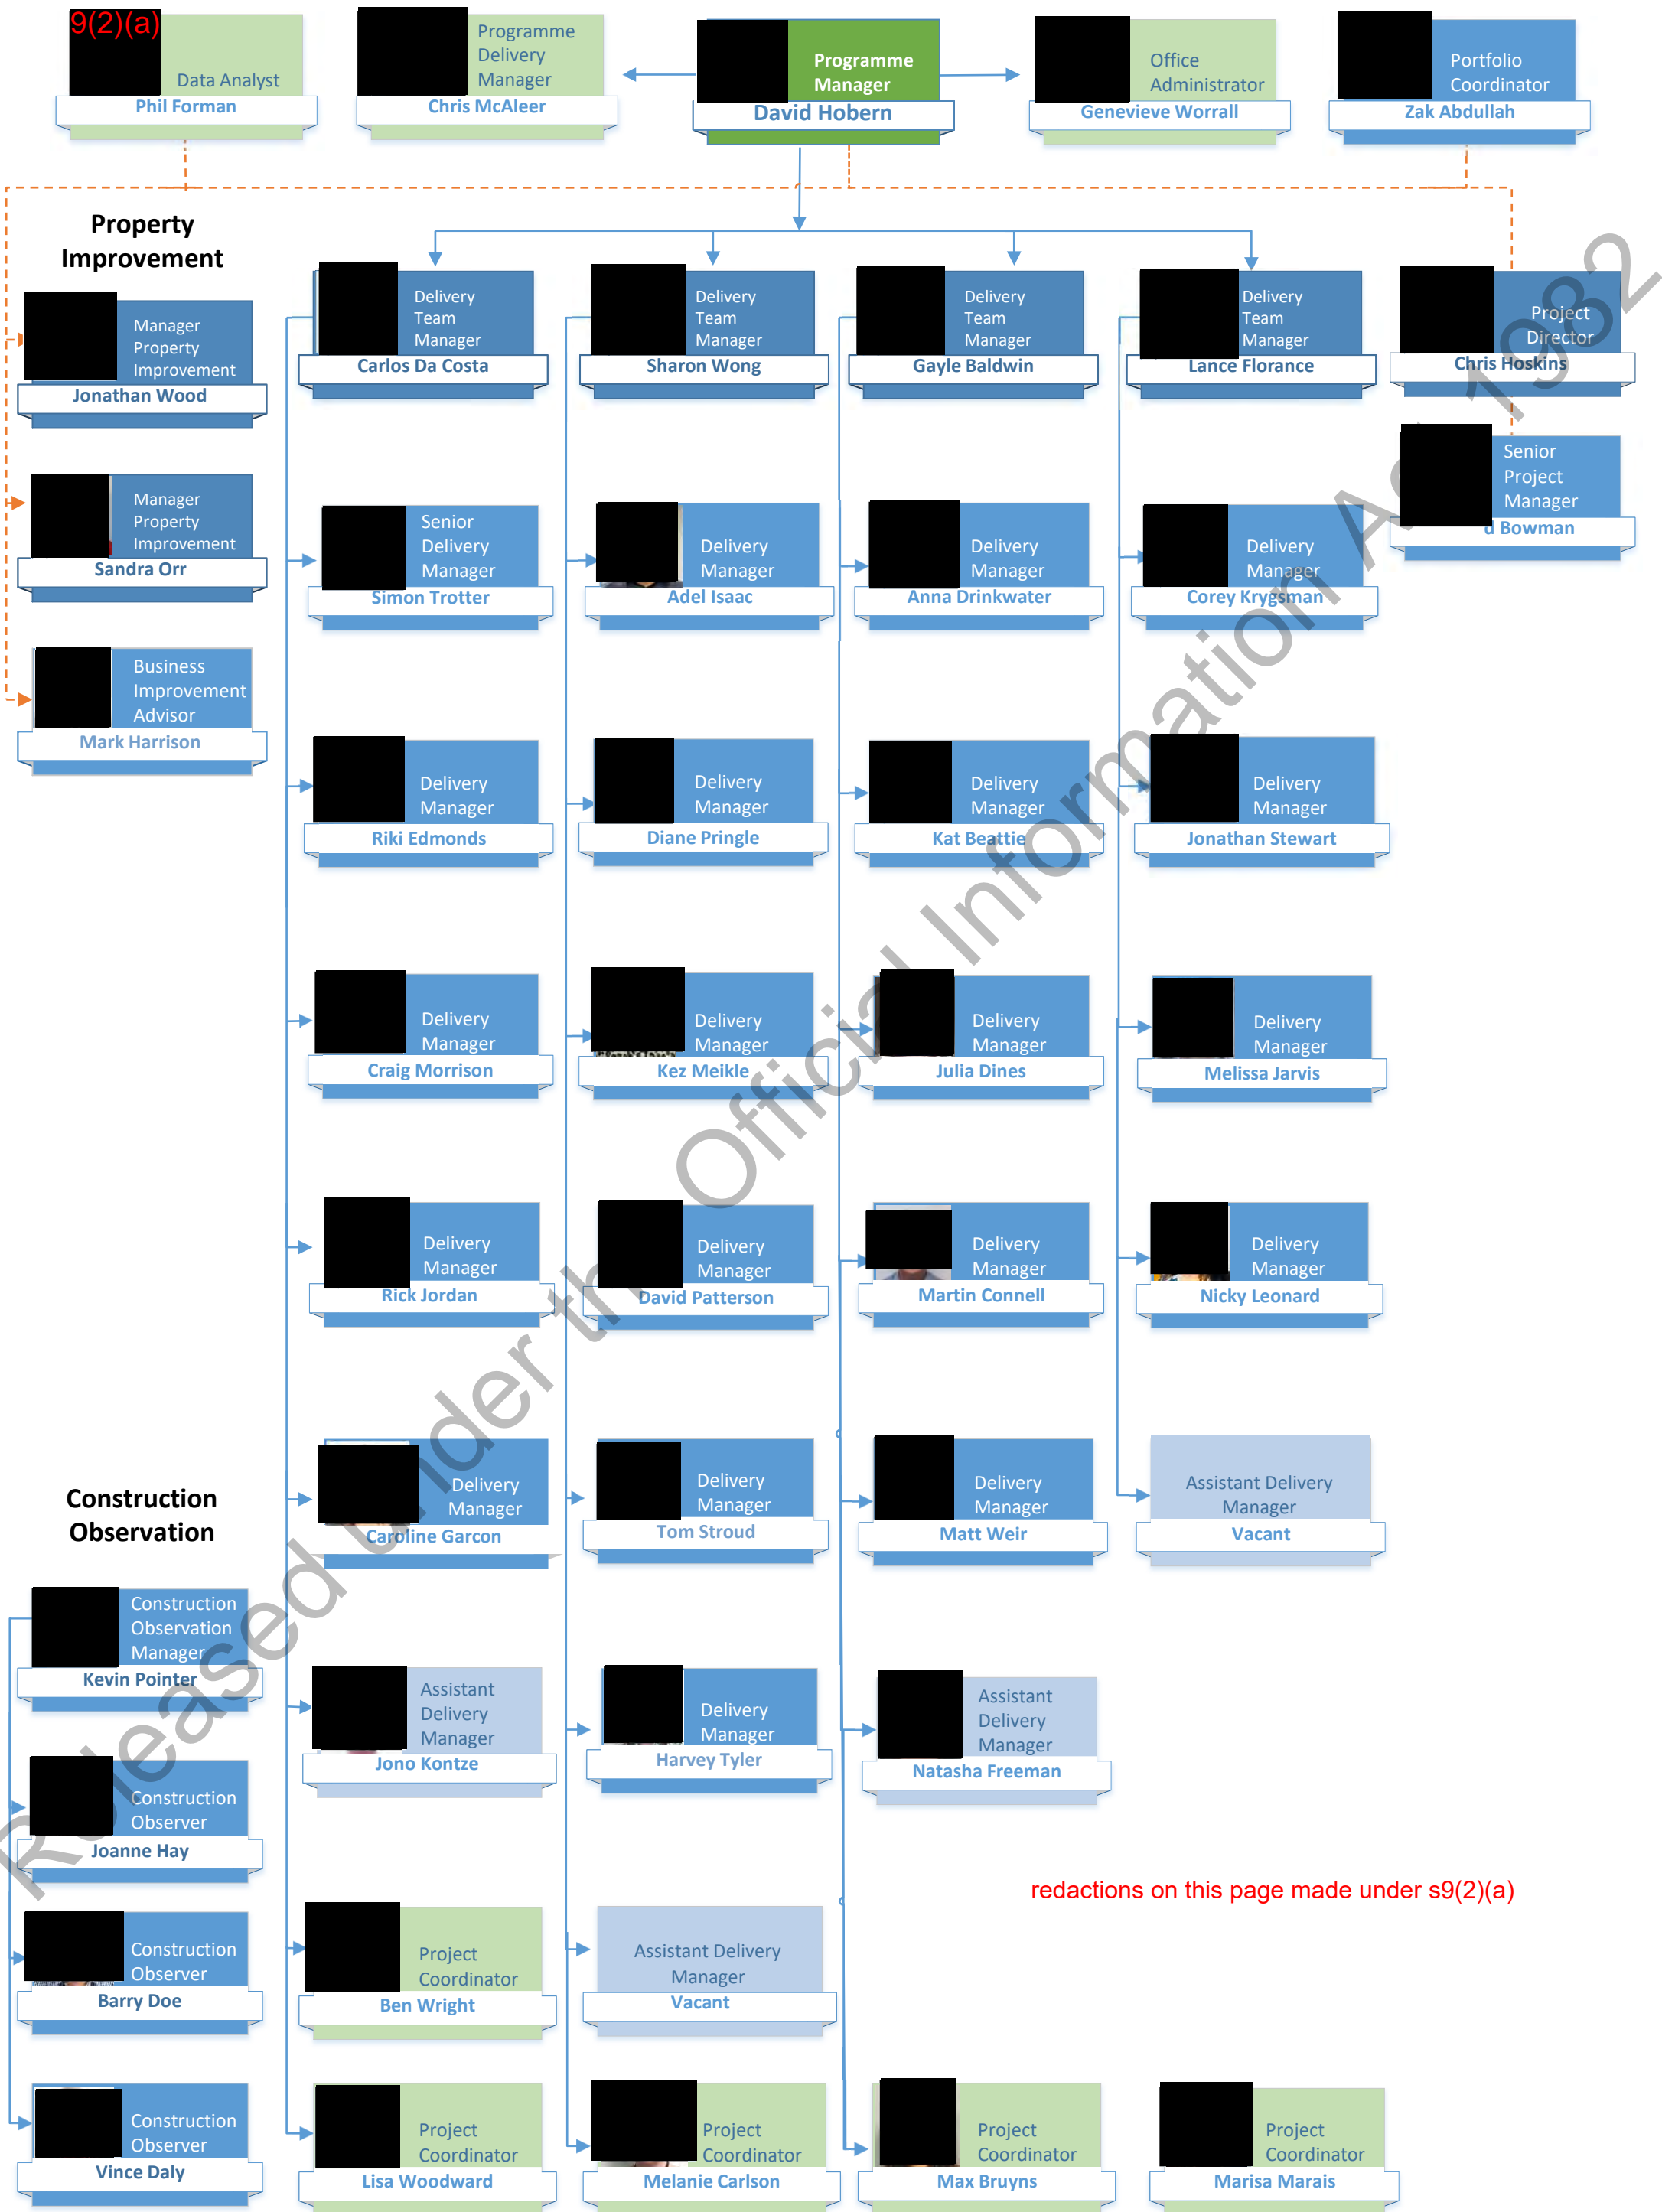 9(2)(a)
Data Analyst
Phil Forman
Programme
Delivery
Manager
Chris McAleer
Programme
Manager
David Hobern
Office
Administrator
Genevieve Worrall
Portfolio
Coordinator
Zak Abdullah
Property
Improvement
Manager
Property
Improvement
Jonathan Wood
Delivery
Team
Manager
Carlos Da Costa
Delivery
Team
Manager
Sharon Wong
Delivery
Team
Manager
Gayle Baldwin
Delivery
Team
Manager
Lance Florance
Project
Director
Chris Hoskins
Manager
Property
Improvement
Sandra Orr
Senior
Delivery
Manager
Simon Trotter
Delivery
Manager
Adel Isaac
Delivery
Manager
Anna Drinkwater
Delivery
Manager
Corey Krygsman
Senior
Project
Manager
d Bowman
Business
Improvement
Advisor
Mark Harrison
Delivery
Manager
Riki Edmonds
Delivery
Manager
Diane Pringle
Delivery
Manager
Kat Beattie
Delivery
Manager
Jonathan Stewart
Delivery
Manager
Craig Morrison
Delivery
Manager
Kez Meikle
Delivery
Manager
Julia Dines
Delivery
Manager
Melissa Jarvis
Delivery
Manager
Rick Jordan
Delivery
Manager
David Patterson
Delivery
Manager
Martin Connell
Delivery
Manager
Nicky Leonard
Delivery
Manager
Caroline Garcon
Delivery
Manager
Tom Stroud
Delivery
Manager
Matt Weir
Assistant Delivery
Manager
Vacant
Construction
Observation
Construction
Observation
Manager
Kevin Pointer
Assistant
Delivery
Manager
Jono Kontze
Delivery
Manager
Harvey Tyler
Assistant
Delivery
Manager
Natasha Freeman
Construction
Observer
Joanne Hay
redactions on this page made under s9(2)(a)
Construction
Observer
Barry Doe
Project
Coordinator
Ben Wright
Assistant Delivery
Manager
Vacant
Construction
Observer
Vince Daly
Project
Coordinator
Lisa Woodward
Project
Coordinator
Melanie Carlson
Project
Coordinator
Max Bruyns
Project
Coordinator
Marisa Marais
Released under the Official Information Act 1982